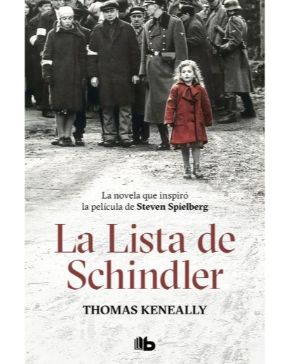 La novela que inspiró
la película de Steven Spielberg
La Lista de
Schindler
THOMAS KENEALLY
b